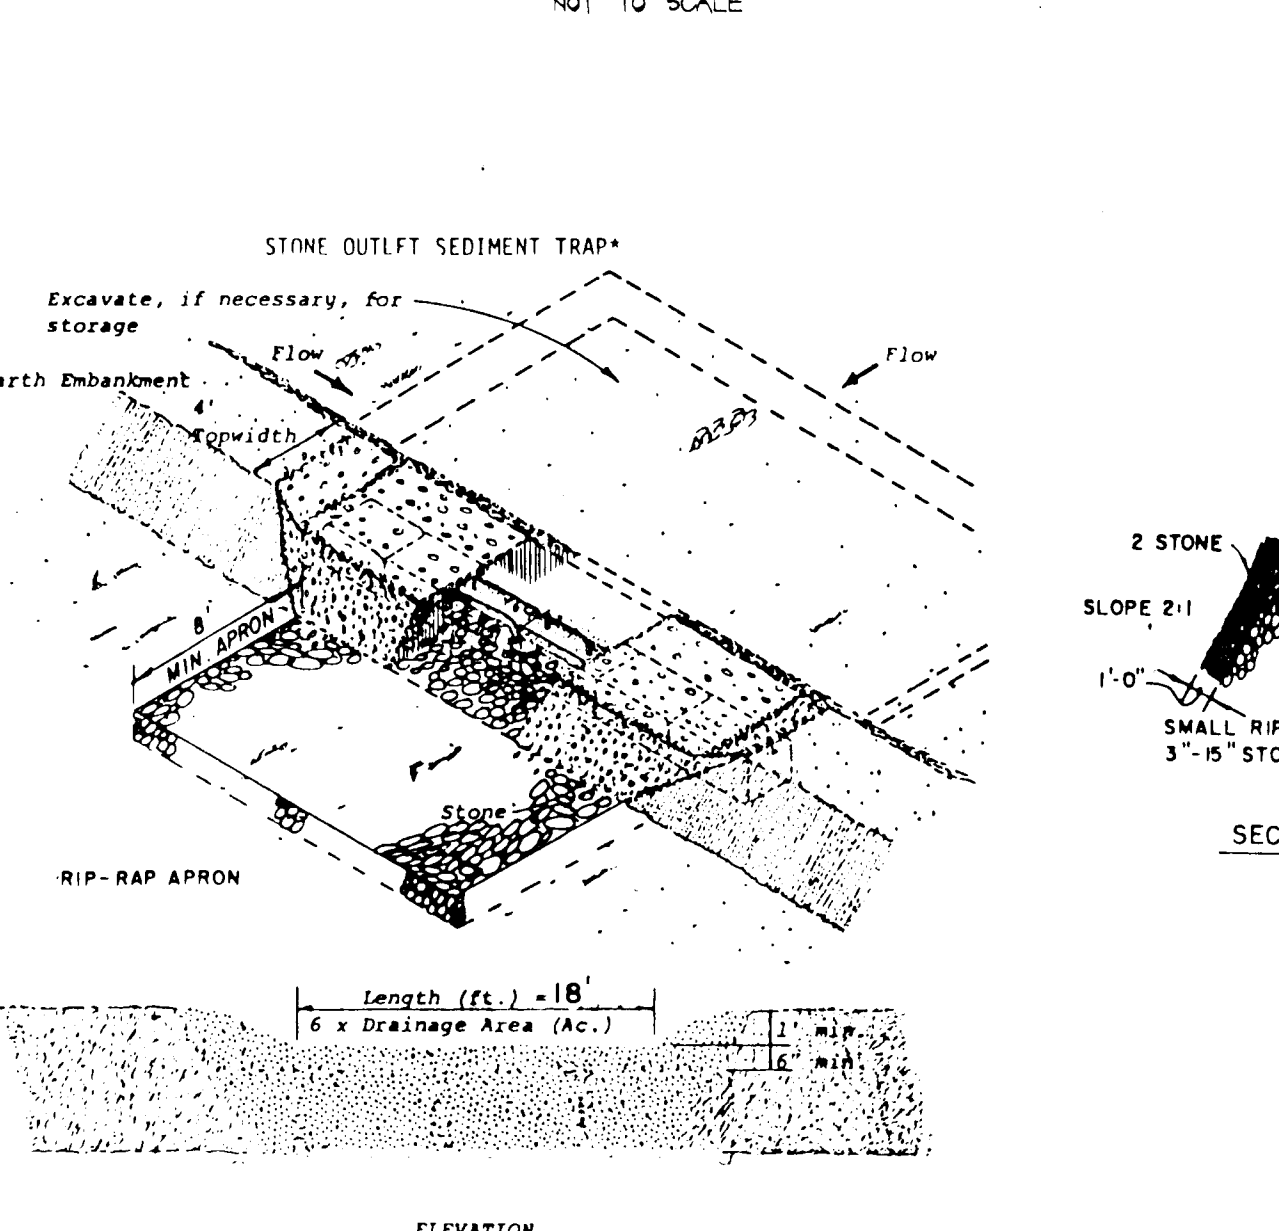 NOT TO SCALE
STONE OUTLET SEDIMENT TRAP*
Excavate, if necessary, for
storage
Flow
Flow
arth Embankment
4'
Topwidth
8'
MIN. APRON
Stone
RIP-RAP APRON
2 STONE
SLOPE 2:1
1'-0"
SMALL RIP
3"-15" STO
SEC
Length (ft.) = 18'
6 x Drainage Area (Ac.)
1' min.
6" min.
ELEVATION